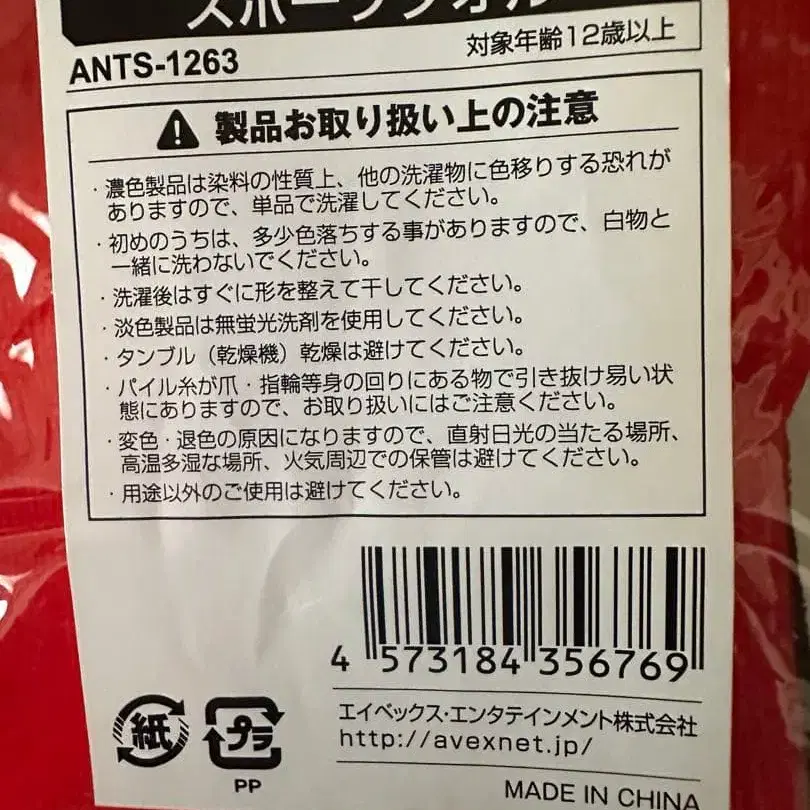 スポーツタオル
対象年齢12歳以上
ANTS-1263
製品お取り扱い上の注意
・濃色製品は染料の性質上、他の洗濯物に色移りする恐れが
ありますので、単品で洗濯してください。
・初めのうちは、多少色落ちする事がありますので、白物と
一緒に洗わないでください。
・洗濯後はすぐに形を整えて干してください。
・淡色製品は無蛍光洗剤を使用してください。
・タンブル（乾燥機）乾燥は避けてください。
・パイル糸が爪・指輪等身の回りにある物で引き抜け易い状
態にありますので、お取り扱いにはご注意ください。
・変色・退色の原因になりますので、直射日光の当たる場所、
高温多湿な場所、火気周辺での保管は避けてください。
・用途以外のご使用は避けてください。
4 573184 356769
紙
プラ
PP
エイベックス・エンタテインメント株式会社
http://avexnet.jp/
MADE IN CHINA